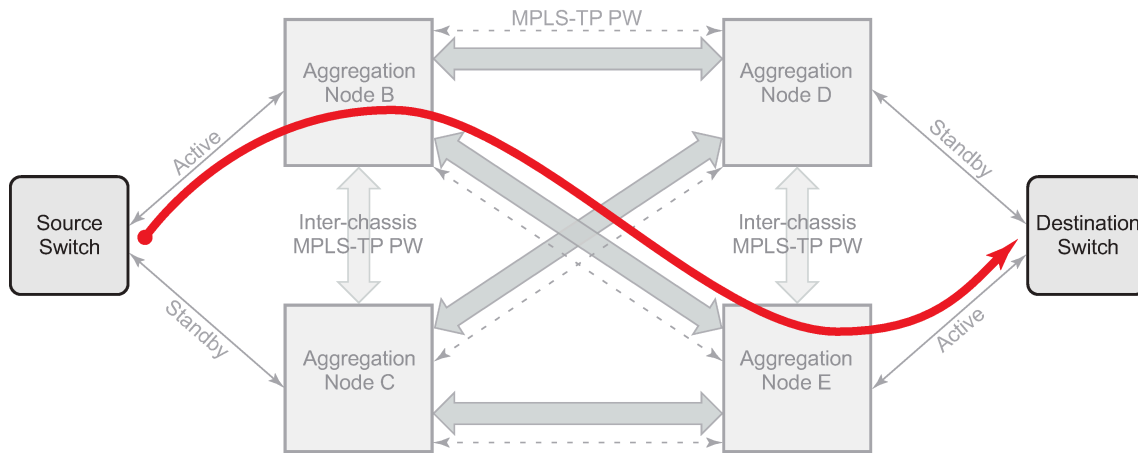 MPLS-TP PW
Aggregation
Node B
Aggregation
Node D
Active
Standby
Source
Switch
Inter-chassis
MPLS-TP PW
Inter-chassis
MPLS-TP PW
Destination
Switch
Standby
Aggregation
Node C
Aggregation
Node E
Active